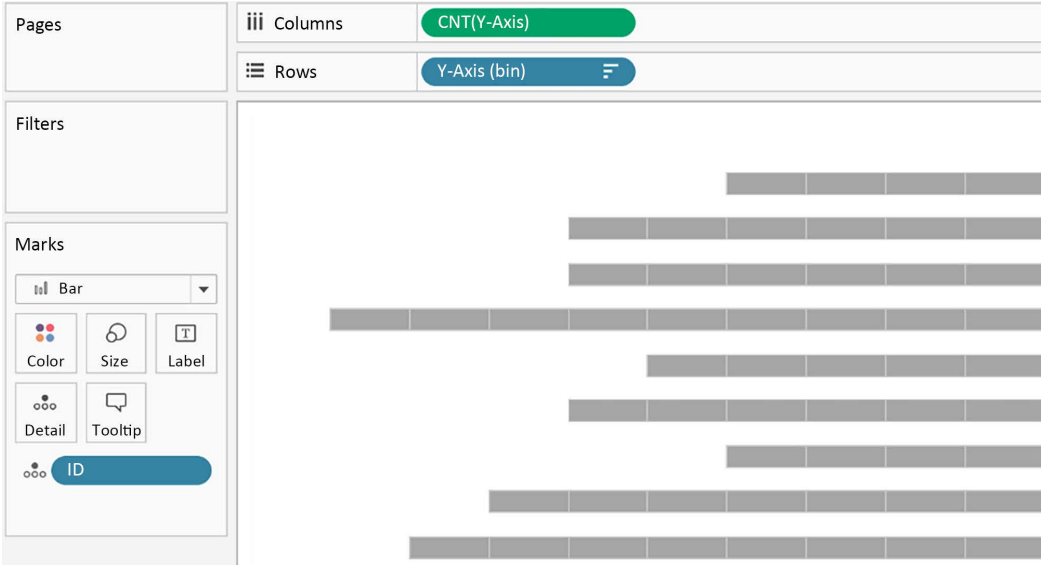 Pages
Columns
CNT(Y-Axis)
Rows
Y-Axis (bin)
Filters
Marks
Bar
Color
Size
T
Label
Detail
Tooltip
ID